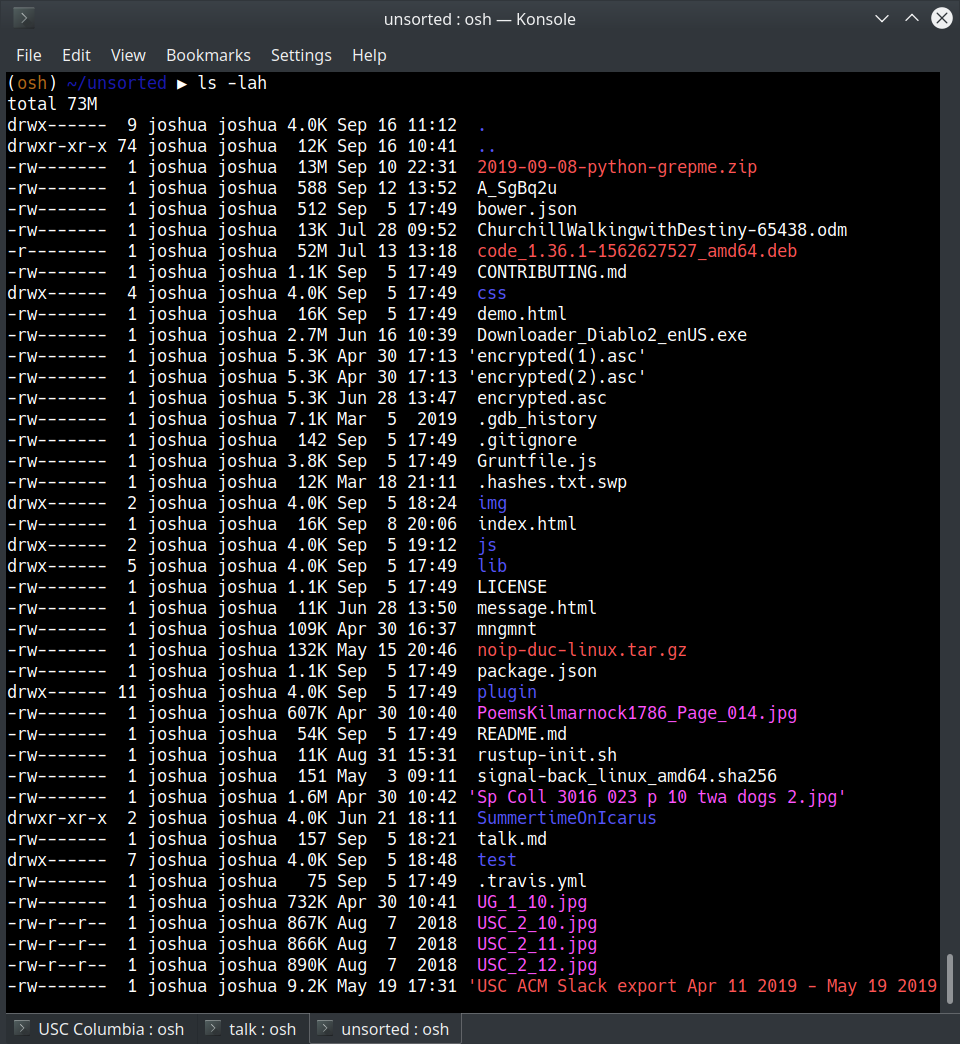 unsorted : osh — Konsole
File Edit View Bookmarks Settings Help
(osh) ~/unsorted ▶ ls -lah
total 73M
drwx------  9 joshua joshua 4.0K Sep 16 11:12  .
drwxr-xr-x 74 joshua joshua  12K Sep 16 10:41  ..
-rw-------  1 joshua joshua  13M Sep 10 22:31  2019-09-08-python-grepme.zip
-rw-------  1 joshua joshua  588 Sep 12 13:52  A_SgBq2u
-rw-------  1 joshua joshua  512 Sep  5 17:49  bower.json
-rw-------  1 joshua joshua  13K Jul 28 09:52  ChurchillWalkingwithDestiny-65438.odm
-r--------  1 joshua joshua  52M Jul 13 13:18  code_1.36.1-1562627527_amd64.deb
-rw-------  1 joshua joshua 1.1K Sep  5 17:49  CONTRIBUTING.md
drwx------  4 joshua joshua 4.0K Sep  5 17:49  css
-rw-------  1 joshua joshua  16K Sep  5 17:49  demo.html
-rw-------  1 joshua joshua 2.7M Jun 16 10:39  Downloader_Diablo2_enUS.exe
-rw-------  1 joshua joshua 5.3K Apr 30 17:13 'encrypted(1).asc'
-rw-------  1 joshua joshua 5.3K Apr 30 17:13 'encrypted(2).asc'
-rw-------  1 joshua joshua 5.3K Jun 28 13:47  encrypted.asc
-rw-------  1 joshua joshua 7.1K Mar  5  2019  .gdb_history
-rw-------  1 joshua joshua  142 Sep  5 17:49  .gitignore
-rw-------  1 joshua joshua 3.8K Sep  5 17:49  Gruntfile.js
-rw-------  1 joshua joshua  12K Mar 18 21:11  .hashes.txt.swp
drwx------  2 joshua joshua 4.0K Sep  5 18:24  img
-rw-------  1 joshua joshua  16K Sep  8 20:06  index.html
drwx------  2 joshua joshua 4.0K Sep  5 19:12  js
drwx------  5 joshua joshua 4.0K Sep  5 17:49  lib
-rw-------  1 joshua joshua 1.1K Sep  5 17:49  LICENSE
-rw-------  1 joshua joshua  11K Jun 28 13:50  message.html
-rw-------  1 joshua joshua 109K Apr 30 16:37  mngmnt
-rw-------  1 joshua joshua 132K May 15 20:46  noip-duc-linux.tar.gz
-rw-------  1 joshua joshua 1.1K Sep  5 17:49  package.json
drwx------ 11 joshua joshua 4.0K Sep  5 17:49  plugin
-rw-------  1 joshua joshua 607K Apr 30 10:40  PoemsKilmarnock1786_Page_014.jpg
-rw-------  1 joshua joshua  54K Sep  5 17:49  README.md
-rw-------  1 joshua joshua  11K Aug 31 15:31  rustup-init.sh
-rw-------  1 joshua joshua  151 May  3 09:11  signal-back_linux_amd64.sha256
-rw-------  1 joshua joshua 1.6M Apr 30 10:42 'Sp Coll 3016 023 p 10 twa dogs 2.jpg'
drwxr-xr-x  2 joshua joshua 4.0K Jun 21 18:11  SummertimeOnIcarus
-rw-------  1 joshua joshua  157 Sep  5 18:21  talk.md
drwx------  7 joshua joshua 4.0K Sep  5 18:48  test
-rw-------  1 joshua joshua   75 Sep  5 17:49  .travis.yml
-rw-------  1 joshua joshua 732K Apr 30 10:41  UG_1_10.jpg
-rw-r--r--  1 joshua joshua 867K Aug  7  2018  USC_2_10.jpg
-rw-r--r--  1 joshua joshua 866K Aug  7  2018  USC_2_11.jpg
-rw-r--r--  1 joshua joshua 890K Aug  7  2018  USC_2_12.jpg
-rw-------  1 joshua joshua 9.2K May 19 17:31 'USC ACM Slack export Apr 11 2019 - May 19 2019
USC Columbia : osh talk : osh unsorted : osh